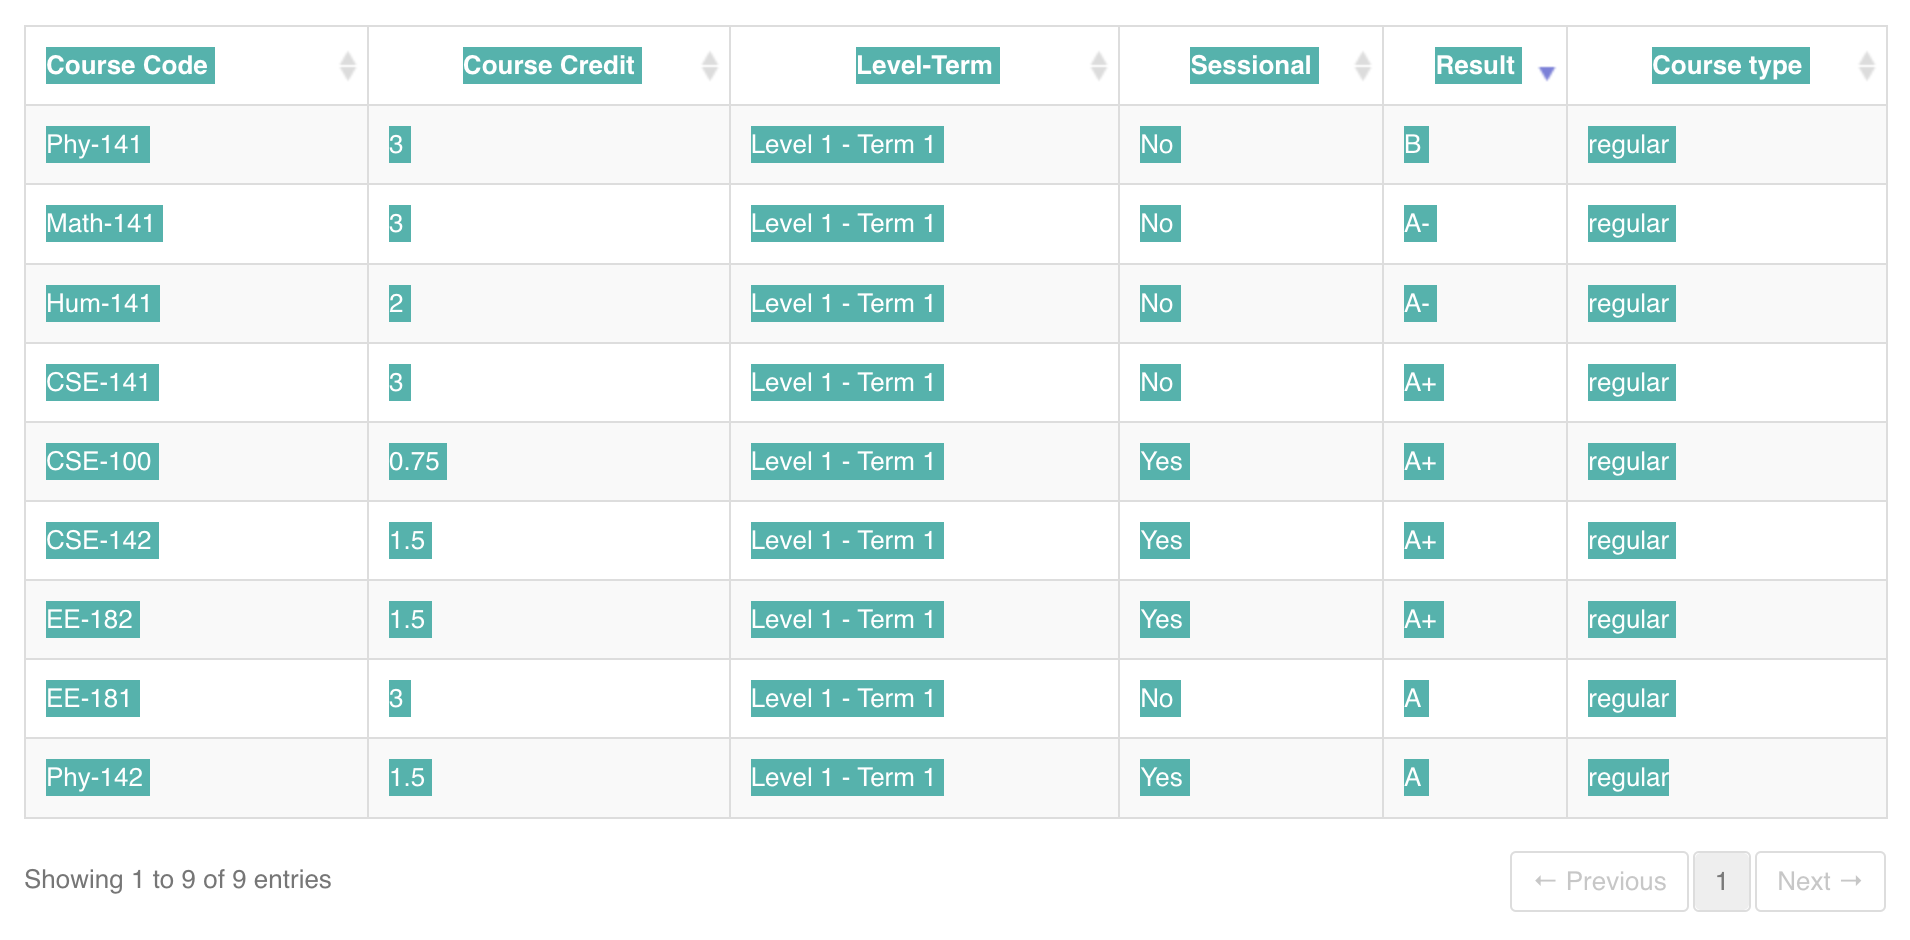 Course Code Course Credit Level-Term Sessional Result Course type
Phy-141 3 Level 1 - Term 1 No B regular
Math-141 3 Level 1 - Term 1 No A- regular
Hum-141 2 Level 1 - Term 1 No A- regular
CSE-141 3 Level 1 - Term 1 No A+ regular
CSE-100 0.75 Level 1 - Term 1 Yes A+ regular
CSE-142 1.5 Level 1 - Term 1 Yes A+ regular
EE-182 1.5 Level 1 - Term 1 Yes A+ regular
EE-181 3 Level 1 - Term 1 No A regular
Phy-142 1.5 Level 1 - Term 1 Yes A regular
Showing 1 to 9 of 9 entries ← Previous 1 Next →